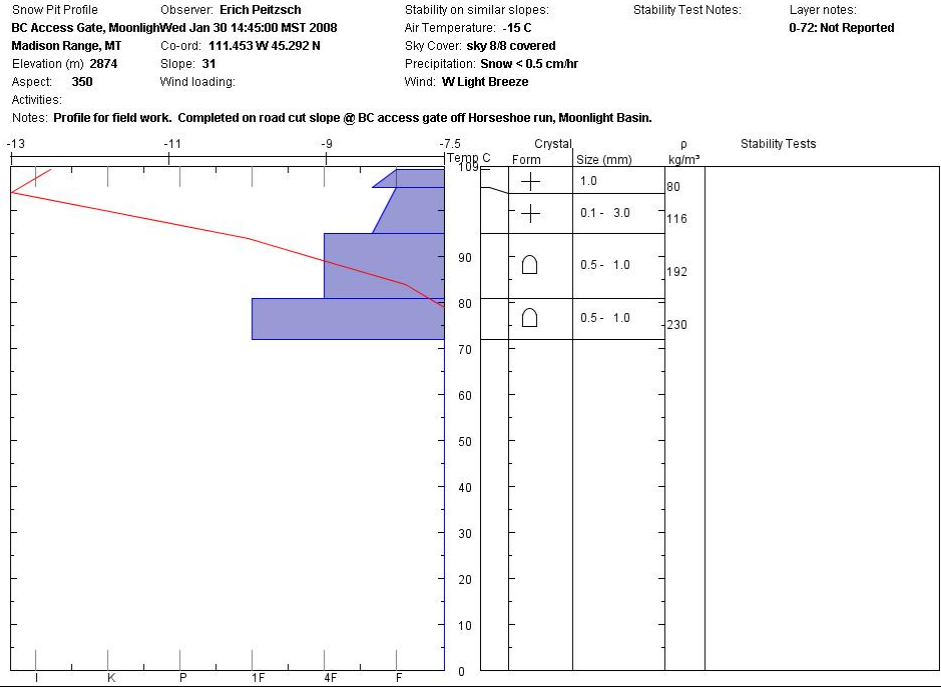 Snow Pit Profile Observer: Erich Peitzsch Stability on similar slopes: Stability Test Notes: Layer notes:
BC Access Gate, Moonligh Wed Jan 30 14:45:00 MST 2008 Air Temperature: -15 C 0-72: Not Reported
Madison Range, MT Co-ord: 111.453 W 45.292 N Sky Cover: sky 8/8 covered
Elevation (m) 2874 Slope: 31 Precipitation: Snow < 0.5 cm/hr
Aspect: 350 Wind loading: Wind: W Light Breeze
Activities:
Notes: Profile for field work. Completed on road cut slope @ BC access gate off Horseshoe run, Moonlight Basin.
-13 -11 -9 -7.5 Crystal ρ Stability Tests
Temp C Form Size (mm) kg/m³
109
1.0 80
0.1 - 3.0 116
90 0.5 - 1.0 192
80
0.5 - 1.0 230
70
60
50
40
30
20
10
0
I K P 1F 4F F